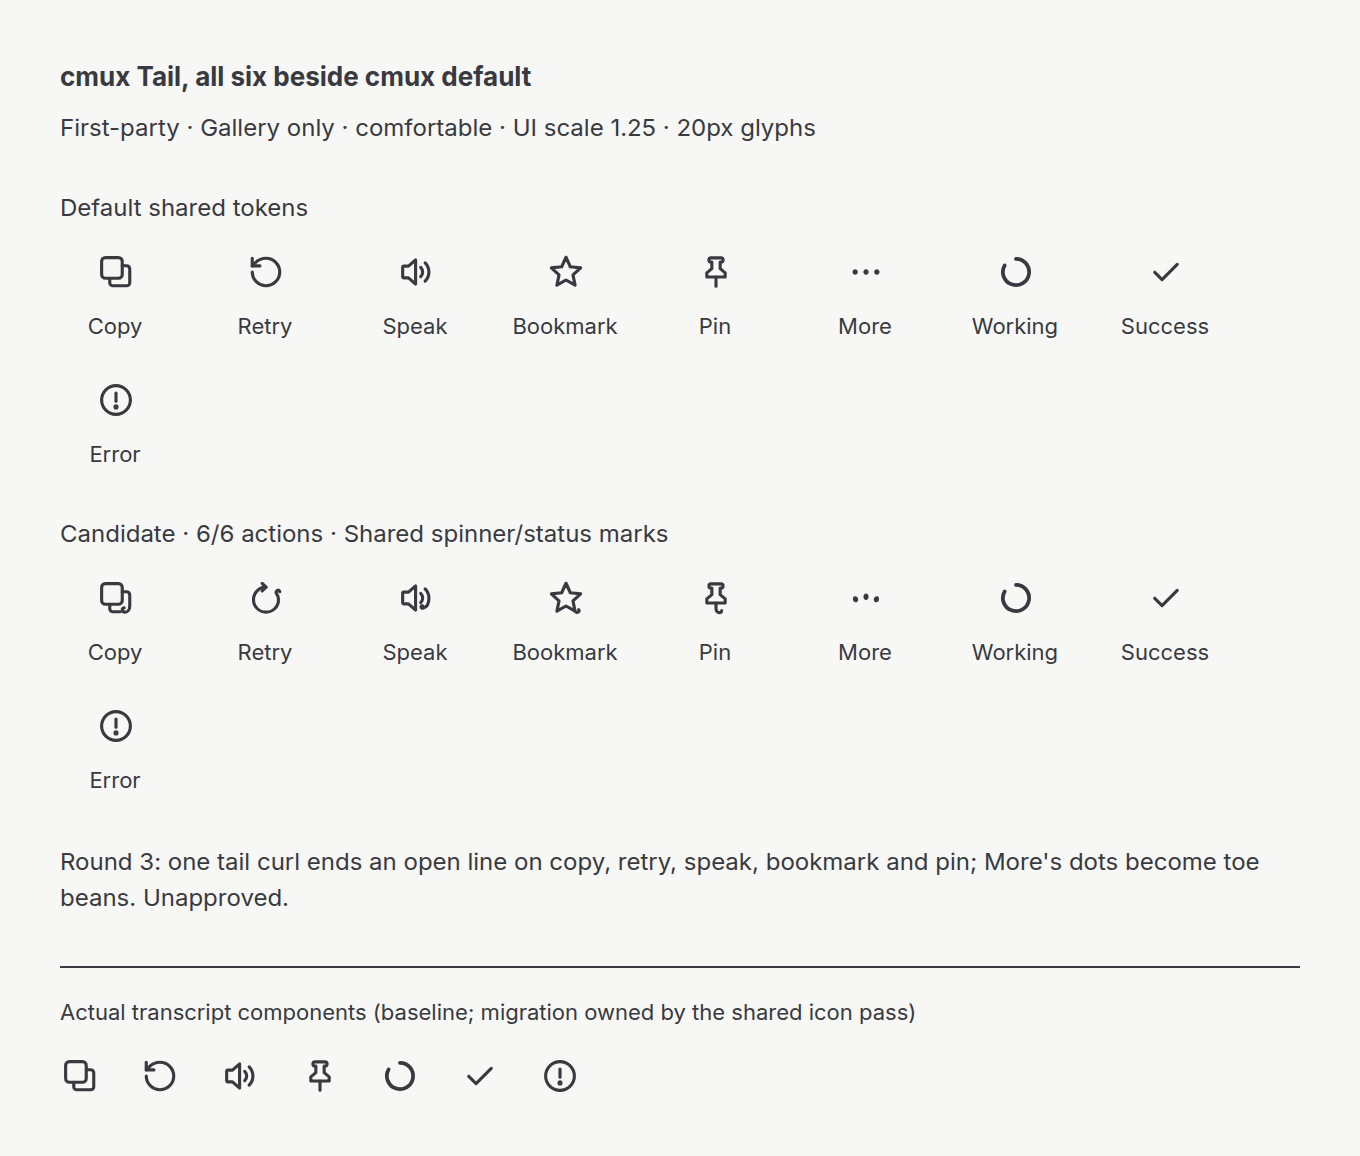 cmux Tail, all six beside cmux default
First-party · Gallery only · comfortable · UI scale 1.25 · 20px glyphs
Default shared tokens
Copy Retry Speak Bookmark Pin More Working Success
Error
Candidate · 6/6 actions · Shared spinner/status marks
Copy Retry Speak Bookmark Pin More Working Success
Error
Round 3: one tail curl ends an open line on copy, retry, speak, bookmark and pin; More's dots become toe
beans. Unapproved.
Actual transcript components (baseline; migration owned by the shared icon pass)